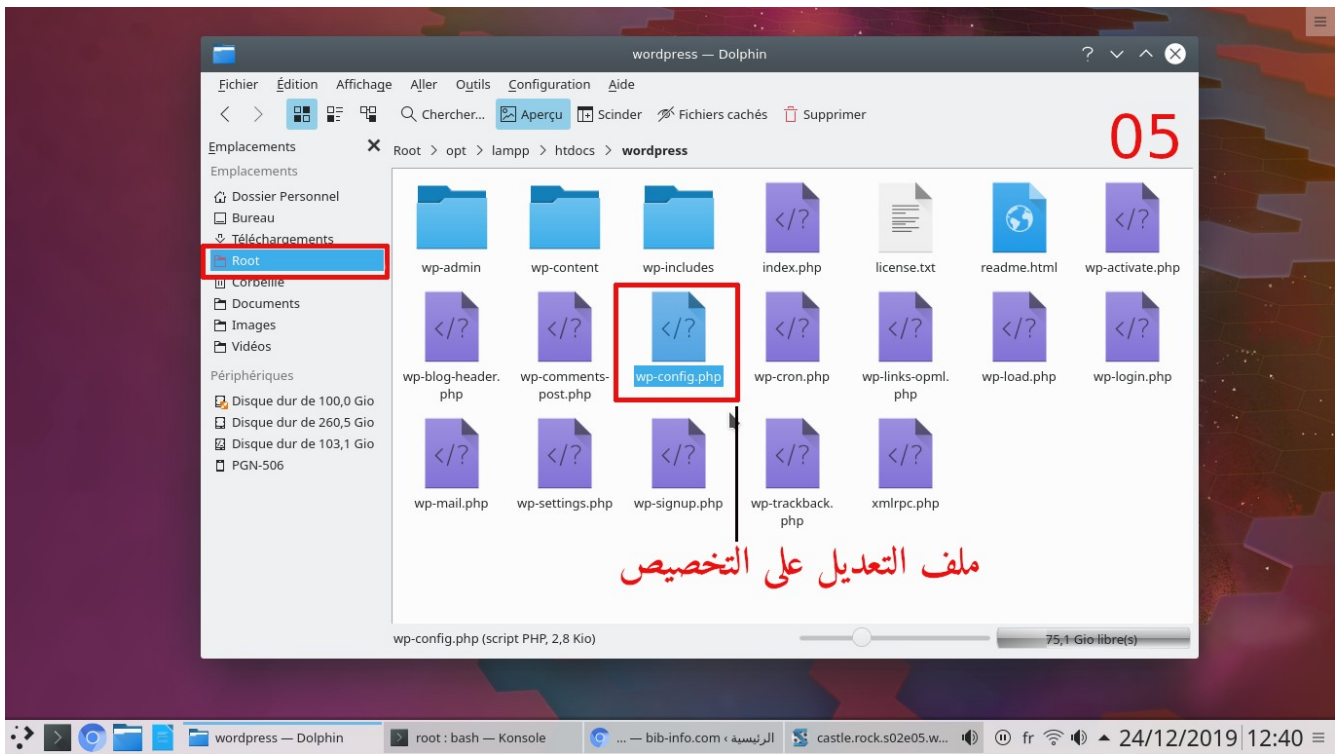 wordpress — Dolphin
Fichier Édition Affichage Aller Outils Configuration Aide
Chercher... Aperçu Scinder Fichiers cachés Supprimer
05
Emplacements
Root > opt > lampp > htdocs > wordpress
Emplacements
Dossier Personnel
Bureau
Téléchargements
Root
Corbeille
Documents
Images
Vidéos
Périphériques
Disque dur de 100,0 Gio
Disque dur de 260,5 Gio
Disque dur de 103,1 Gio
PGN-506
wp-admin
wp-content
wp-includes
index.php
license.txt
readme.html
wp-activate.php
wp-blog-header.
php
wp-comments-
post.php
wp-config.php
wp-cron.php
wp-links-opml.
php
wp-load.php
wp-login.php
wp-mail.php
wp-settings.php
wp-signup.php
wp-trackback.
php
xmlrpc.php
ملف التعديل على التخصيص
wp-config.php (script PHP, 2,8 Kio)
75,1 Gio libre(s)
wordpress — Dolphin
root : bash — Konsole
... — bib-info.com ‹ الرئيسية
castle.rock.s02e05.w...
fr
24/12/2019 12:40